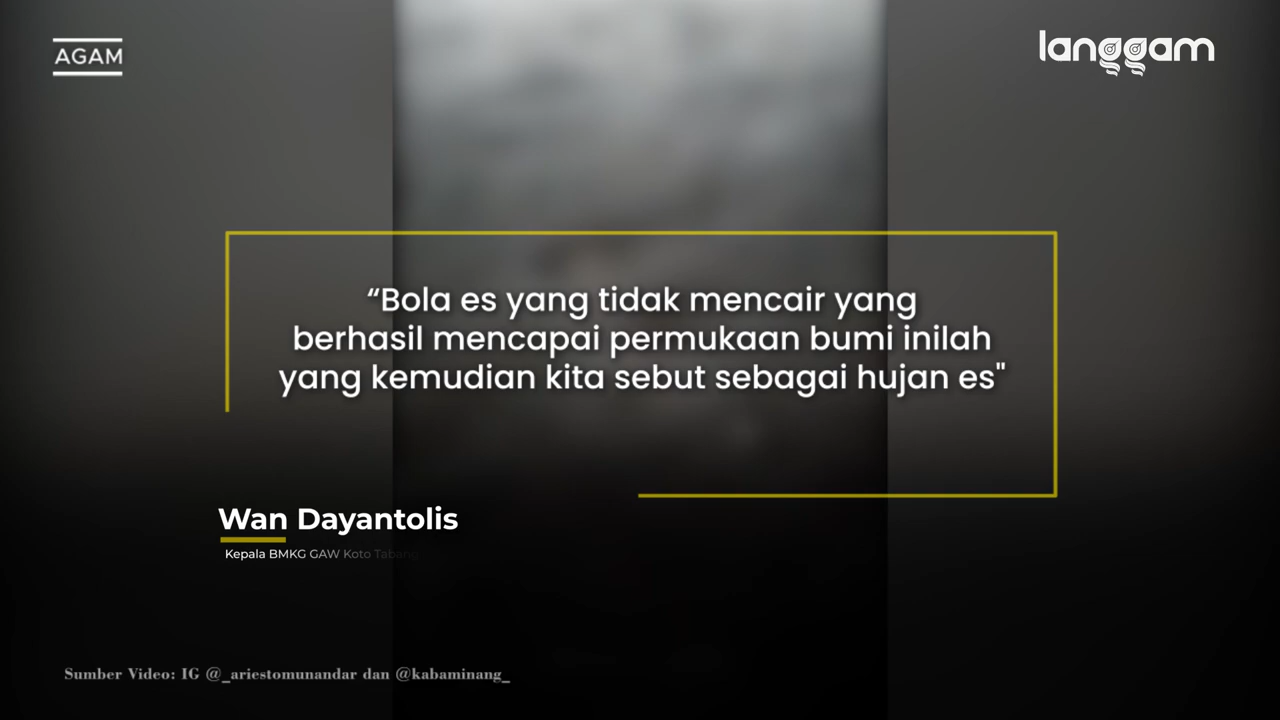 AGAM
langgam
“Bola es yang tidak mencair yang
berhasil mencapai permukaan bumi inilah
yang kemudian kita sebut sebagai hujan es"
Wan Dayantolis
Kepala BMKG GAW Koto Tabang
Sumber Video: IG @_ariestomunandar dan @kabaminang_